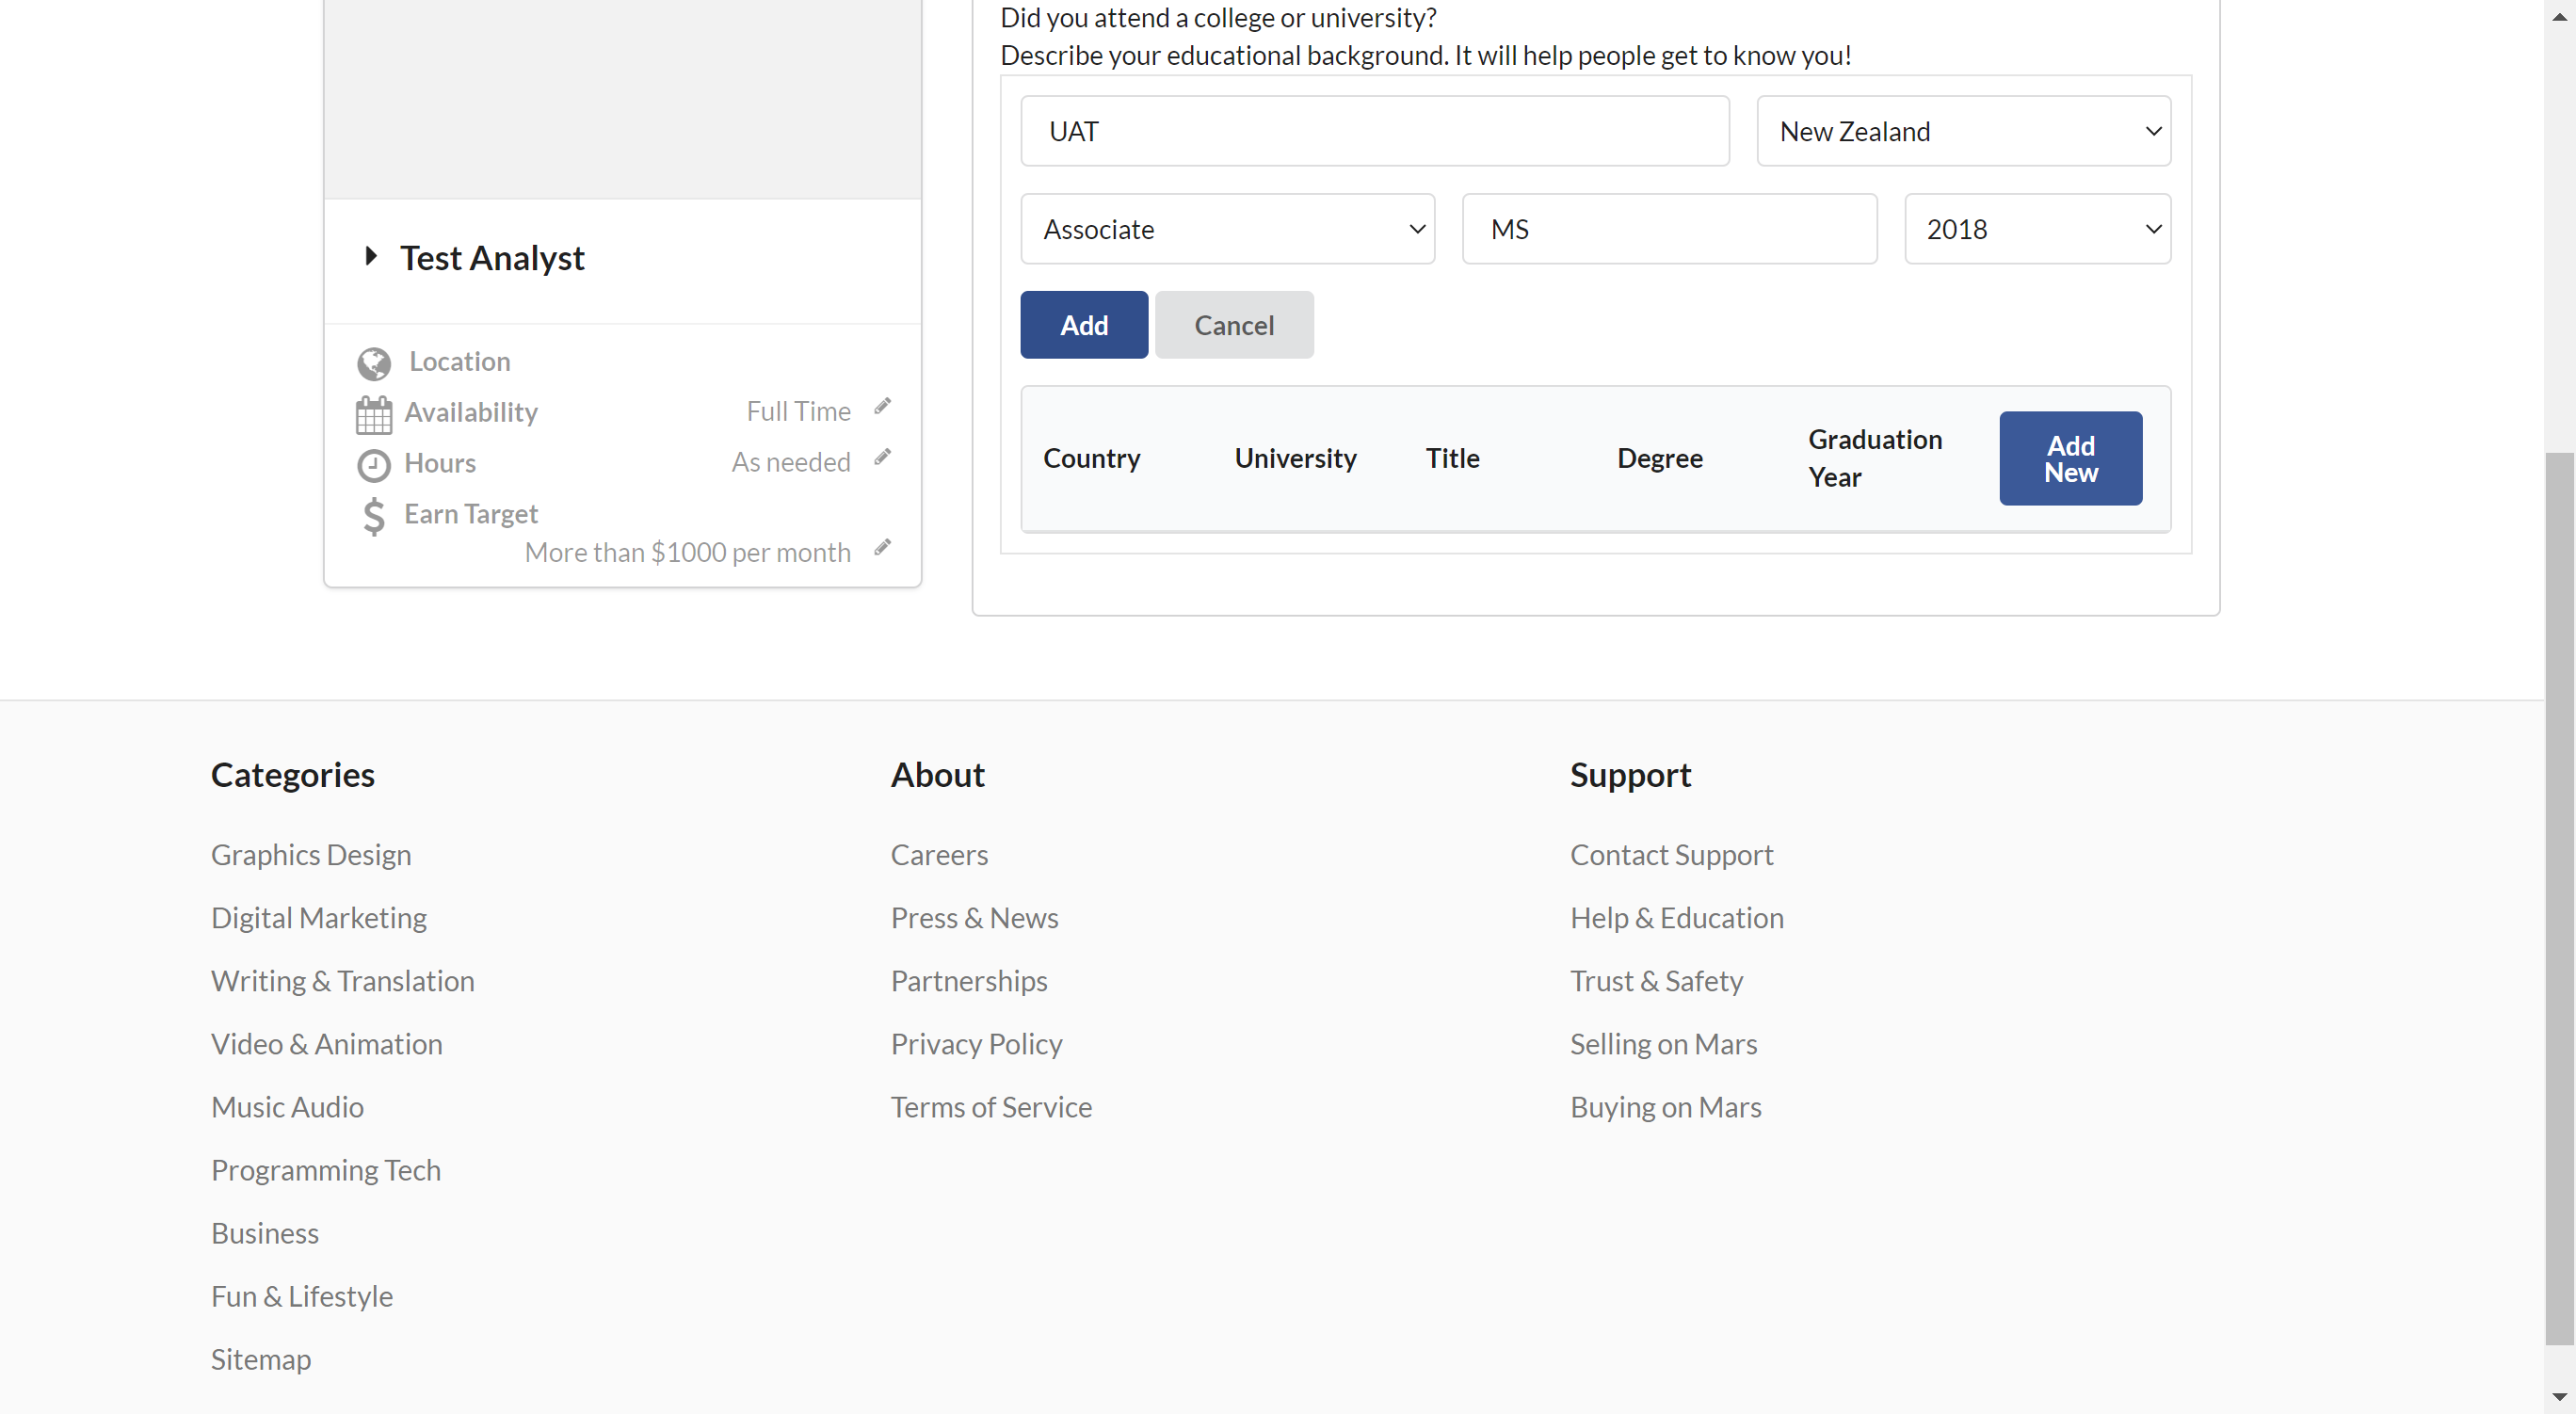 Did you attend a college or university?
Describe your educational background. It will help people get to know you!
UAT
New Zealand
Associate
MS
2018
Add
Cancel
Country
University
Title
Degree
Graduation
Year
Add
New
Test Analyst
Location
Availability
Full Time
Hours
As needed
Earn Target
More than $1000 per month
Categories
Graphics Design
Digital Marketing
Writing & Translation
Video & Animation
Music Audio
Programming Tech
Business
Fun & Lifestyle
Sitemap
About
Careers
Press & News
Partnerships
Privacy Policy
Terms of Service
Support
Contact Support
Help & Education
Trust & Safety
Selling on Mars
Buying on Mars